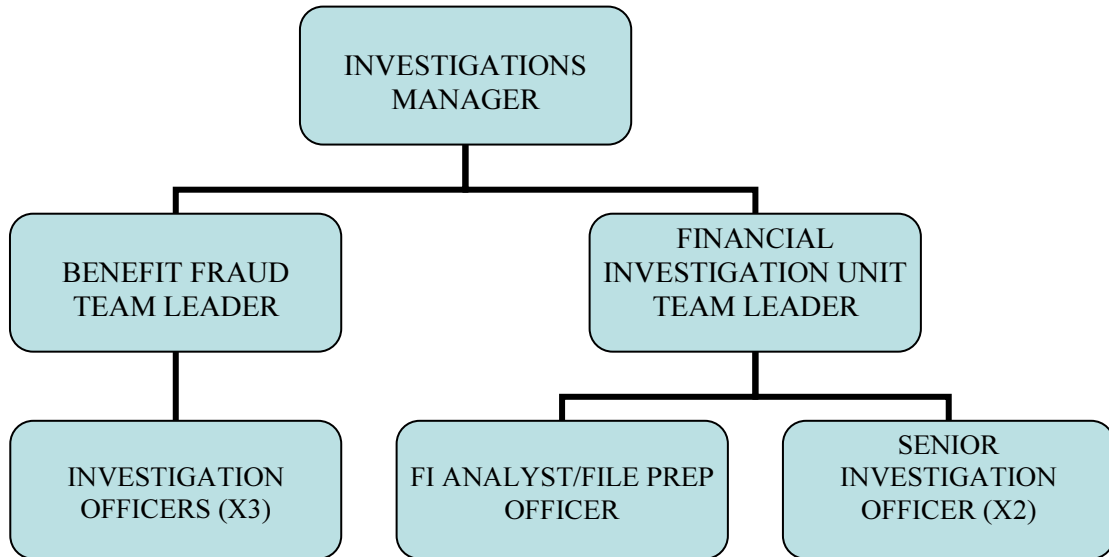 INVESTIGATIONS
MANAGER
BENEFIT FRAUD
TEAM LEADER
FINANCIAL
INVESTIGATION UNIT
TEAM LEADER
INVESTIGATION
OFFICERS (X3)
FI ANALYST/FILE PREP
OFFICER
SENIOR
INVESTIGATION
OFFICER (X2)